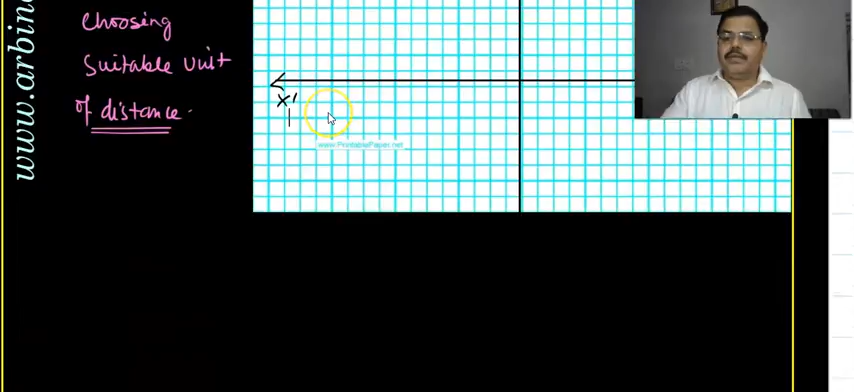 www.arbin
choosing
Suitable unit
of distance.
X'
www.PrintablePaper.net